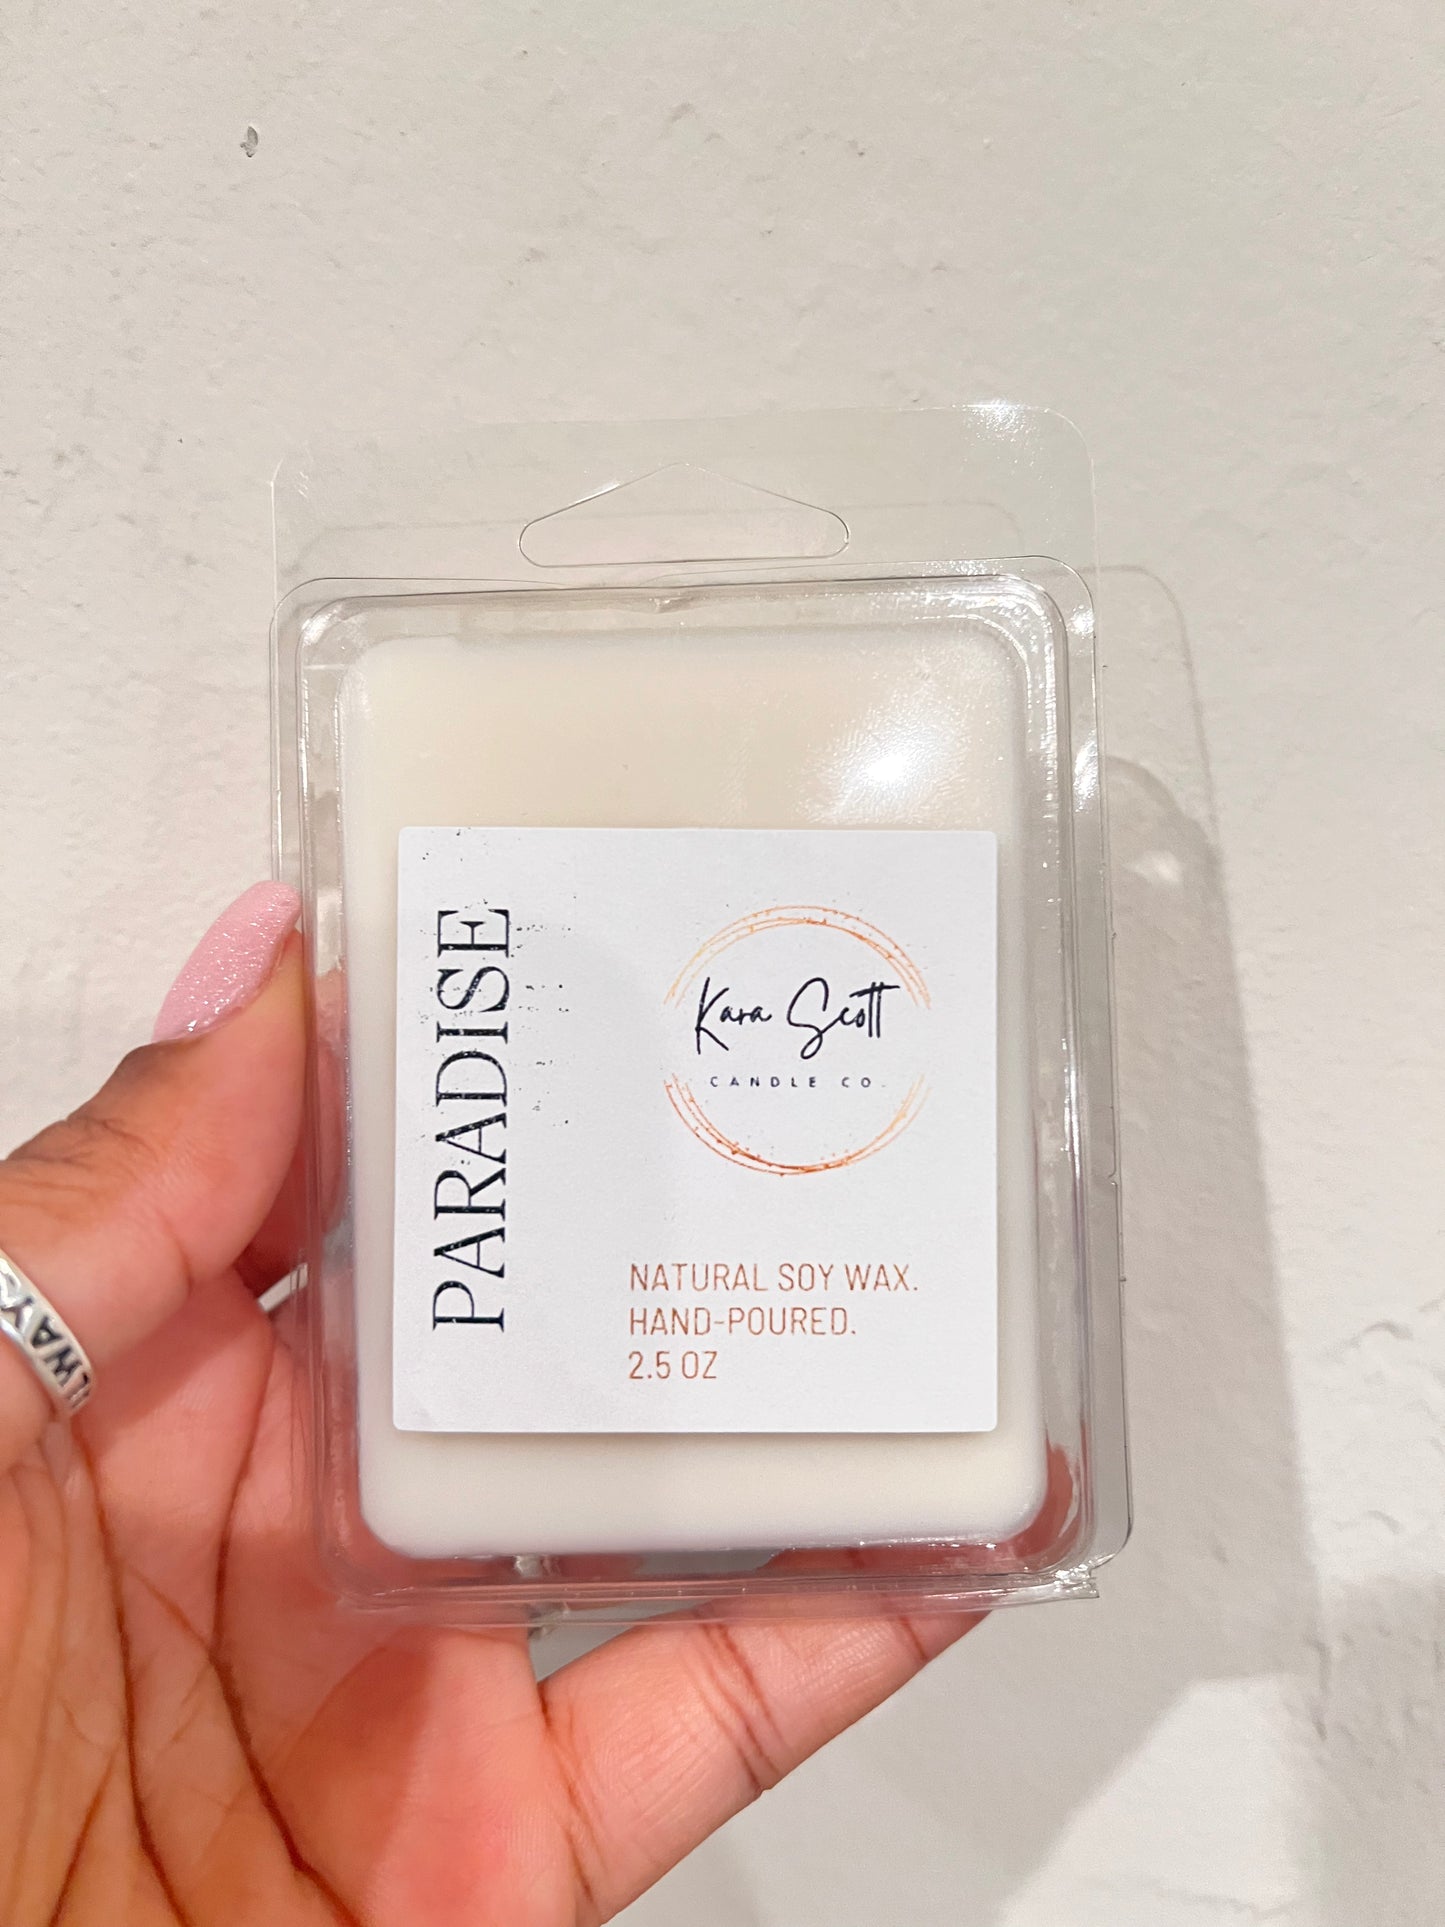 PARADISE
Kara Scott
CANDLE CO.
NATURAL SOY WAX.
HAND-POURED.
2.5 OZ